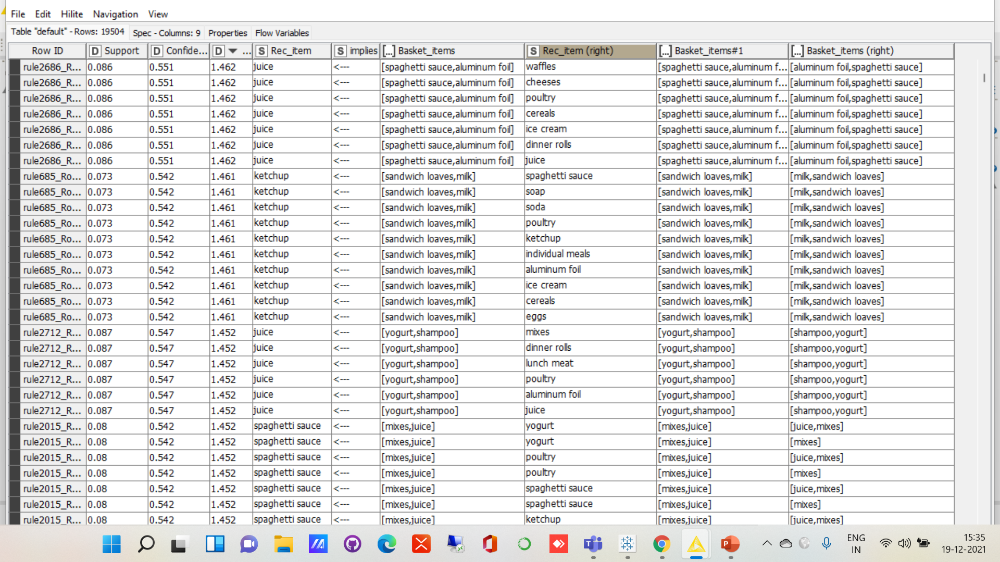 File Edit Hilite Navigation View
Table "default" - Rows: 19504 Spec - Columns: 9 Properties Flow Variables
Row ID D Support D Confide... D ... S Rec_item S implies [...] Basket_items S Rec_item (right) [...] Basket_items#1 [...] Basket_items (right)
rule2686_R... 0.086 0.551 1.462 juice <--- [spaghetti sauce,aluminum foil] waffles [spaghetti sauce,aluminum f... [aluminum foil,spaghetti sauce]
rule2686_R... 0.086 0.551 1.462 juice <--- [spaghetti sauce,aluminum foil] cheeses [spaghetti sauce,aluminum f... [aluminum foil,spaghetti sauce]
rule2686_R... 0.086 0.551 1.462 juice <--- [spaghetti sauce,aluminum foil] poultry [spaghetti sauce,aluminum f... [aluminum foil,spaghetti sauce]
rule2686_R... 0.086 0.551 1.462 juice <--- [spaghetti sauce,aluminum foil] cereals [spaghetti sauce,aluminum f... [aluminum foil,spaghetti sauce]
rule2686_R... 0.086 0.551 1.462 juice <--- [spaghetti sauce,aluminum foil] ice cream [spaghetti sauce,aluminum f... [aluminum foil,spaghetti sauce]
rule2686_R... 0.086 0.551 1.462 juice <--- [spaghetti sauce,aluminum foil] dinner rolls [spaghetti sauce,aluminum f... [aluminum foil,spaghetti sauce]
rule2686_R... 0.086 0.551 1.462 juice <--- [spaghetti sauce,aluminum foil] juice [spaghetti sauce,aluminum f... [aluminum foil,spaghetti sauce]
rule685_Ro... 0.073 0.542 1.461 ketchup <--- [sandwich loaves,milk] spaghetti sauce [sandwich loaves,milk] [milk,sandwich loaves]
rule685_Ro... 0.073 0.542 1.461 ketchup <--- [sandwich loaves,milk] soap [sandwich loaves,milk] [milk,sandwich loaves]
rule685_Ro... 0.073 0.542 1.461 ketchup <--- [sandwich loaves,milk] soda [sandwich loaves,milk] [milk,sandwich loaves]
rule685_Ro... 0.073 0.542 1.461 ketchup <--- [sandwich loaves,milk] poultry [sandwich loaves,milk] [milk,sandwich loaves]
rule685_Ro... 0.073 0.542 1.461 ketchup <--- [sandwich loaves,milk] ketchup [sandwich loaves,milk] [milk,sandwich loaves]
rule685_Ro... 0.073 0.542 1.461 ketchup <--- [sandwich loaves,milk] individual meals [sandwich loaves,milk] [milk,sandwich loaves]
rule685_Ro... 0.073 0.542 1.461 ketchup <--- [sandwich loaves,milk] aluminum foil [sandwich loaves,milk] [milk,sandwich loaves]
rule685_Ro... 0.073 0.542 1.461 ketchup <--- [sandwich loaves,milk] ice cream [sandwich loaves,milk] [milk,sandwich loaves]
rule685_Ro... 0.073 0.542 1.461 ketchup <--- [sandwich loaves,milk] cereals [sandwich loaves,milk] [milk,sandwich loaves]
rule685_Ro... 0.073 0.542 1.461 ketchup <--- [sandwich loaves,milk] eggs [sandwich loaves,milk] [milk,sandwich loaves]
rule2712_R... 0.087 0.547 1.452 juice <--- [yogurt,shampoo] mixes [yogurt,shampoo] [shampoo,yogurt]
rule2712_R... 0.087 0.547 1.452 juice <--- [yogurt,shampoo] dinner rolls [yogurt,shampoo] [shampoo,yogurt]
rule2712_R... 0.087 0.547 1.452 juice <--- [yogurt,shampoo] lunch meat [yogurt,shampoo] [shampoo,yogurt]
rule2712_R... 0.087 0.547 1.452 juice <--- [yogurt,shampoo] poultry [yogurt,shampoo] [shampoo,yogurt]
rule2712_R... 0.087 0.547 1.452 juice <--- [yogurt,shampoo] aluminum foil [yogurt,shampoo] [shampoo,yogurt]
rule2712_R... 0.087 0.547 1.452 juice <--- [yogurt,shampoo] juice [yogurt,shampoo] [shampoo,yogurt]
rule2015_R... 0.08 0.542 1.452 spaghetti sauce <--- [mixes,juice] yogurt [mixes,juice] [juice,mixes]
rule2015_R... 0.08 0.542 1.452 spaghetti sauce <--- [mixes,juice] yogurt [mixes,juice] [mixes]
rule2015_R... 0.08 0.542 1.452 spaghetti sauce <--- [mixes,juice] poultry [mixes,juice] [juice,mixes]
rule2015_R... 0.08 0.542 1.452 spaghetti sauce <--- [mixes,juice] poultry [mixes,juice] [mixes]
rule2015_R... 0.08 0.542 1.452 spaghetti sauce <--- [mixes,juice] spaghetti sauce [mixes,juice] [juice,mixes]
rule2015_R... 0.08 0.542 1.452 spaghetti sauce <--- [mixes,juice] spaghetti sauce [mixes,juice] [mixes]
rule2015_R... 0.08 0.542 1.452 spaghetti sauce <--- [mixes,juice] ketchup [mixes,juice] [juice,mixes]
ENG 15:35
IN 19-12-2021